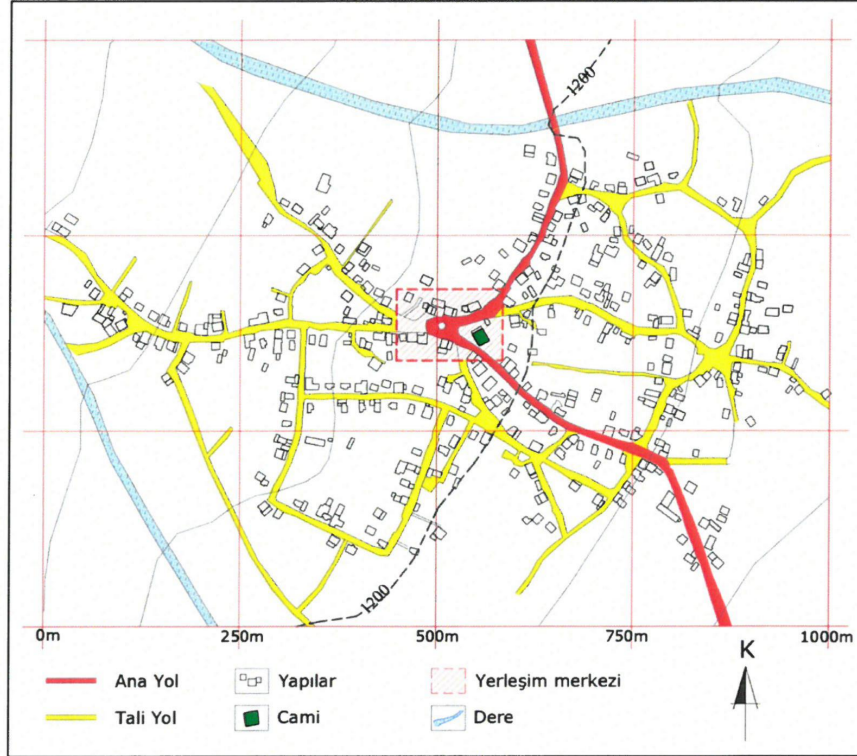 1200
1200
0m 250m 500m 750m 1000m
K
Ana Yol Yapılar Yerleşim merkezi
Tali Yol Cami Dere